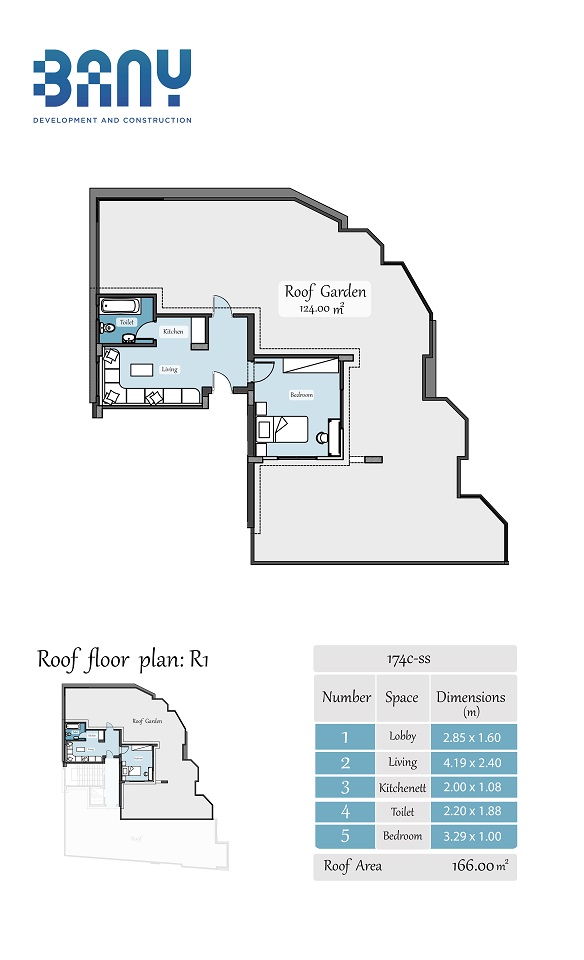 BANY
DEVELOPMENT AND CONSTRUCTION
Roof Garden
124.00 m²
Toilet
Kitchen
Living
Bedroom
Roof floor plan: R1
Roof Garden
174c-ss
Number Space Dimensions
(m)
1 Lobby 2.85 x 1.60
2 Living 4.19 x 2.40
3 Kitchenett 2.00 x 1.08
4 Toilet 2.20 x 1.88
5 Bedroom 3.29 x 1.00
Roof Area 166.00 m²